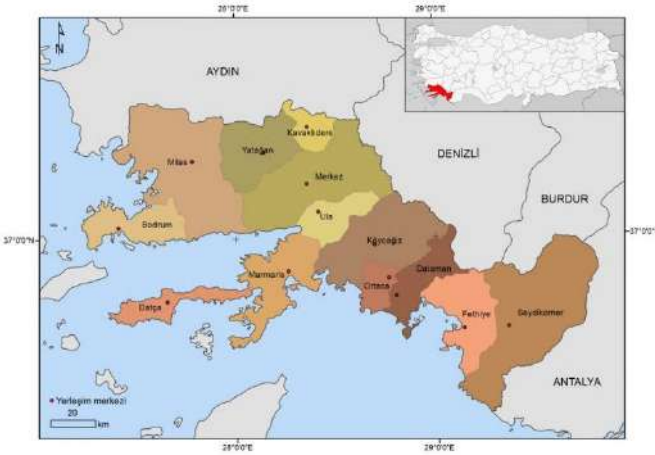 28°0'0"E 29°0'0"E
N
AYDIN
Kavaklıdere
Yatağan
DENİZLİ
Milas
Merkez
BURDUR
Ula
Bodrum
37°0'0"N 37°0'0"N
Köyceğiz
Dalaman
Marmaris
Ortaca
Datça
Fethiye
Seydikemer
ANTALYA
Yerleşim merkezi
20
km
28°0'0"E 29°0'0"E